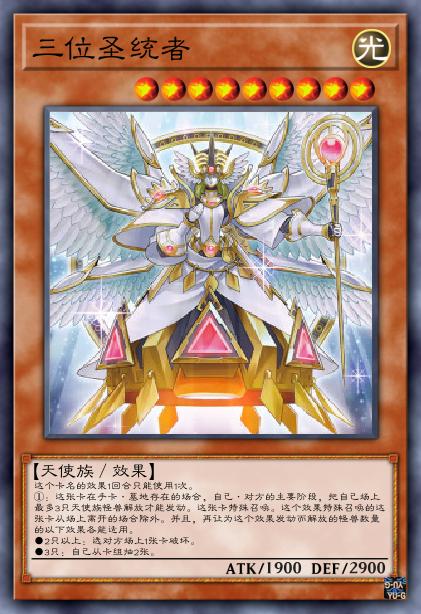 三位圣统者
光
【天使族／效果】
这个卡名的效果1回合只能使用1次。
①：这张卡在手卡·墓地存在的场合，自己·对方的主要阶段，把自己场上
最多3只天使族怪兽解放才能发动。这张卡特殊召唤。这个效果特殊召唤的这
张卡从场上离开的场合除外。并且，再让为这个效果发动而解放的怪兽数量
的以下效果各能适用。
●2只以上：选对方场上1张卡破坏。
●3只：自己从卡组抽2张。
ATK/1900 DEF/2900